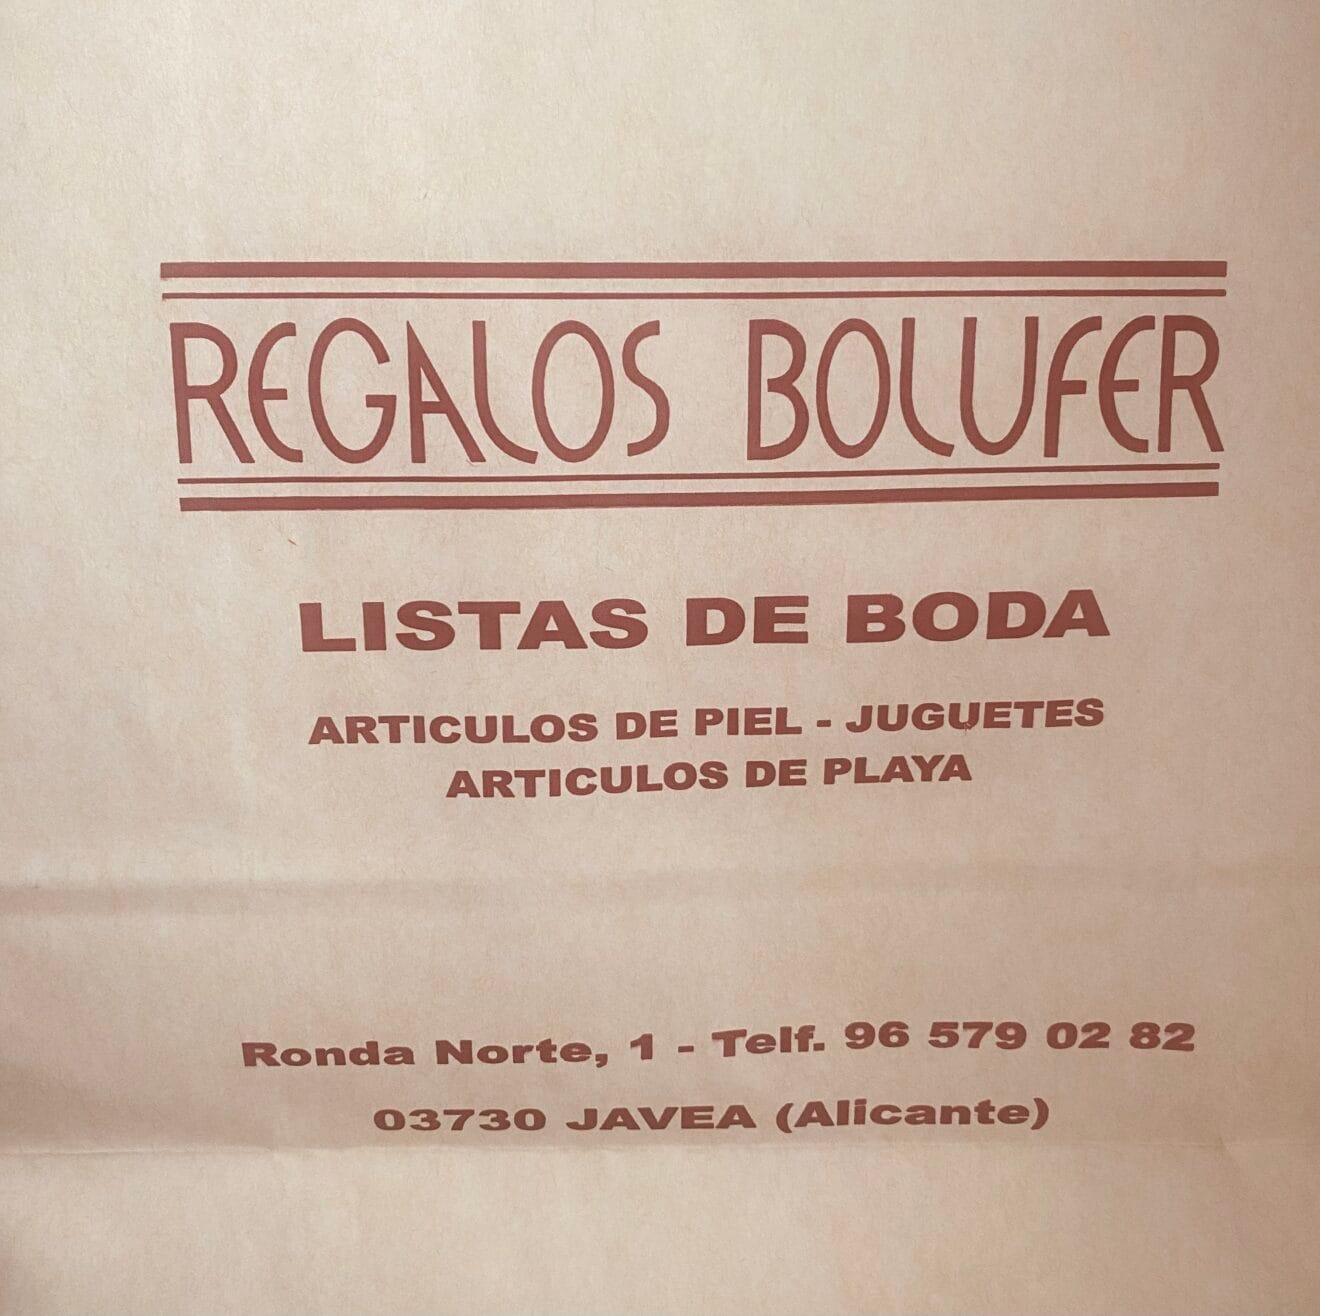 REGALOS BOLUFER
LISTAS DE BODA
ARTICULOS DE PIEL - JUGUETES
ARTICULOS DE PLAYA
Ronda Norte, 1 - Telf. 96 579 02 82
03730 JAVEA (Alicante)